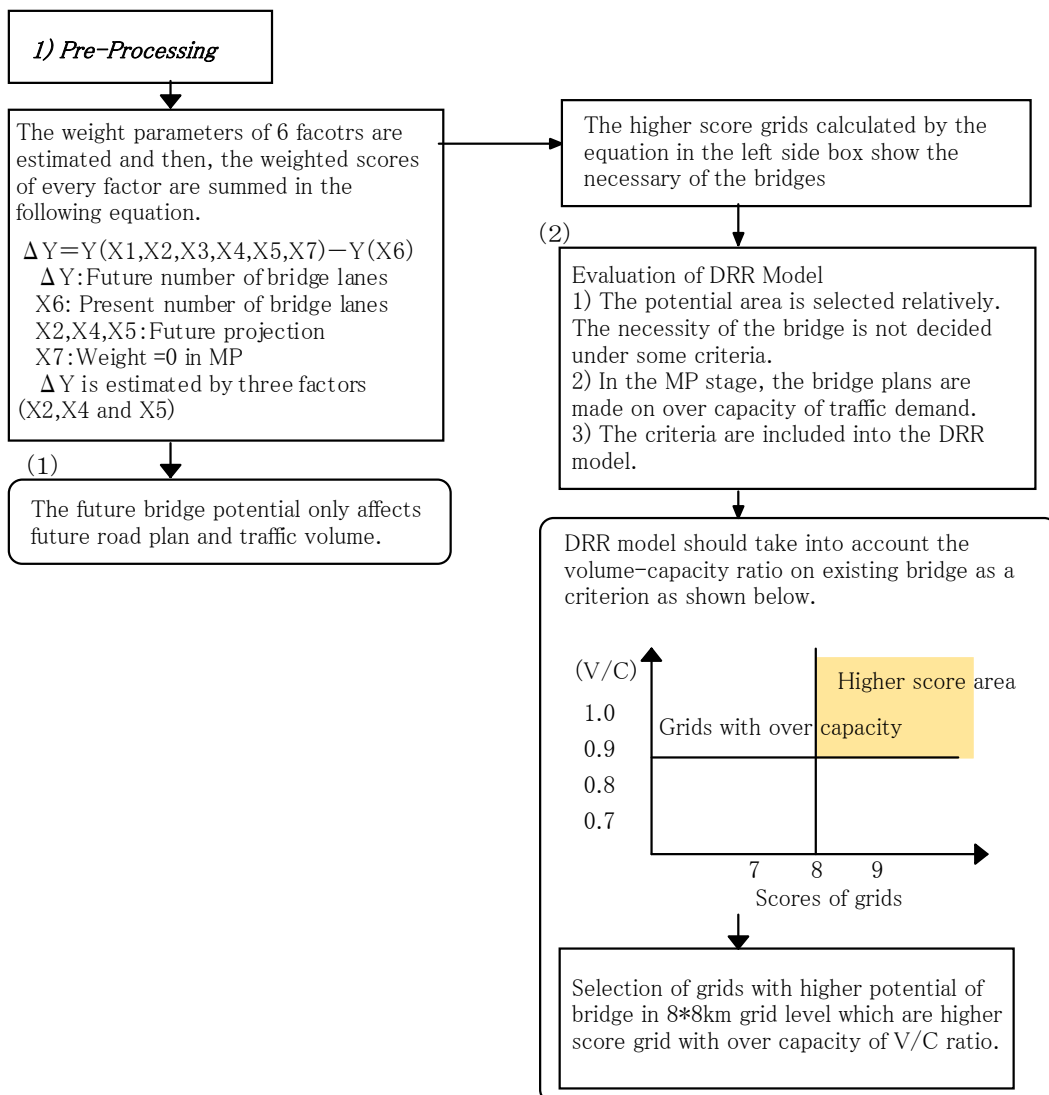 1) Pre-Processing
The weight parameters of 6 facotrs are
estimated and then, the weighted scores
of every factor are summed in the
following equation.
ΔY=Y(X1,X2,X3,X4,X5,X7)-Y(X6)
ΔY:Future number of bridge lanes
X6: Present number of bridge lanes
X2,X4,X5:Future projection
X7:Weight =0 in MP
ΔY is estimated by three factors
(X2,X4 and X5)
(1)
The future bridge potential only affects
future road plan and traffic volume.
The higher score grids calculated by the
equation in the left side box show the
necessary of the bridges
(2)
Evaluation of DRR Model
1) The potential area is selected relatively.
The necessity of the bridge is not decided
under some criteria.
2) In the MP stage, the bridge plans are
made on over capacity of traffic demand.
3) The criteria are included into the DRR
model.
DRR model should take into account the
volume-capacity ratio on existing bridge as a
criterion as shown below.
(V/C)
Higher score area
1.0
Grids with over capacity
0.9
0.8
0.7
7 8 9
Scores of grids
Selection of grids with higher potential of
bridge in 8*8km grid level which are higher
score grid with over capacity of V/C ratio.